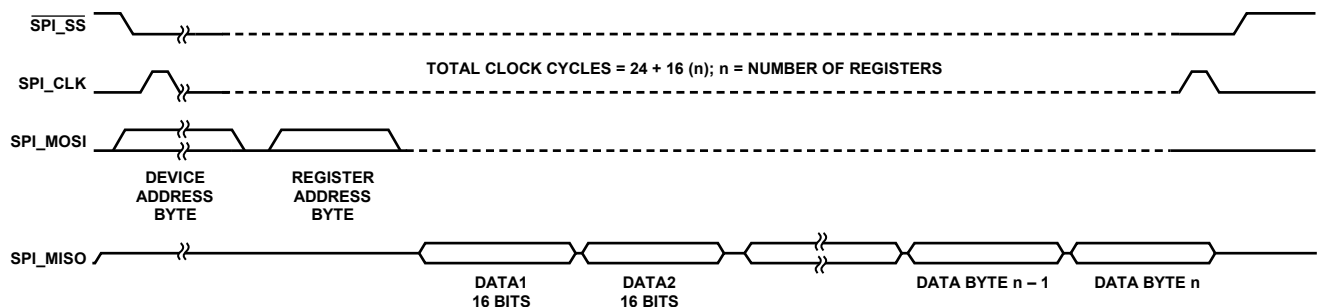 SPI_SS
TOTAL CLOCK CYCLES = 24 + 16 (n); n = NUMBER OF REGISTERS
SPI_CLK
SPI_MOSI
DEVICE
ADDRESS
BYTE
REGISTER
ADDRESS
BYTE
SPI_MISO
DATA1
16 BITS
DATA2
16 BITS
DATA BYTE n – 1
DATA BYTE n